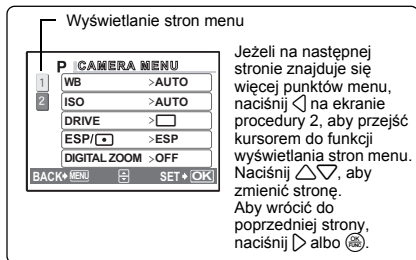 Wyświetlanie stron menu
P CAMERA MENU
1
WB >AUTO
2
ISO >AUTO
DRIVE >
ESP/ >ESP
DIGITAL ZOOM >OFF
BACK MENU SET OK
Jeżeli na następnej
stronie znajduje się
więcej punktów menu,
naciśnij na ekranie
procedury 2, aby przejść
kursorem do funkcji
wyświetlania stron menu.
Naciśnij , aby
zmienić stronę.
Aby wrócić do
poprzedniej strony,
naciśnij albo OK FUNC.